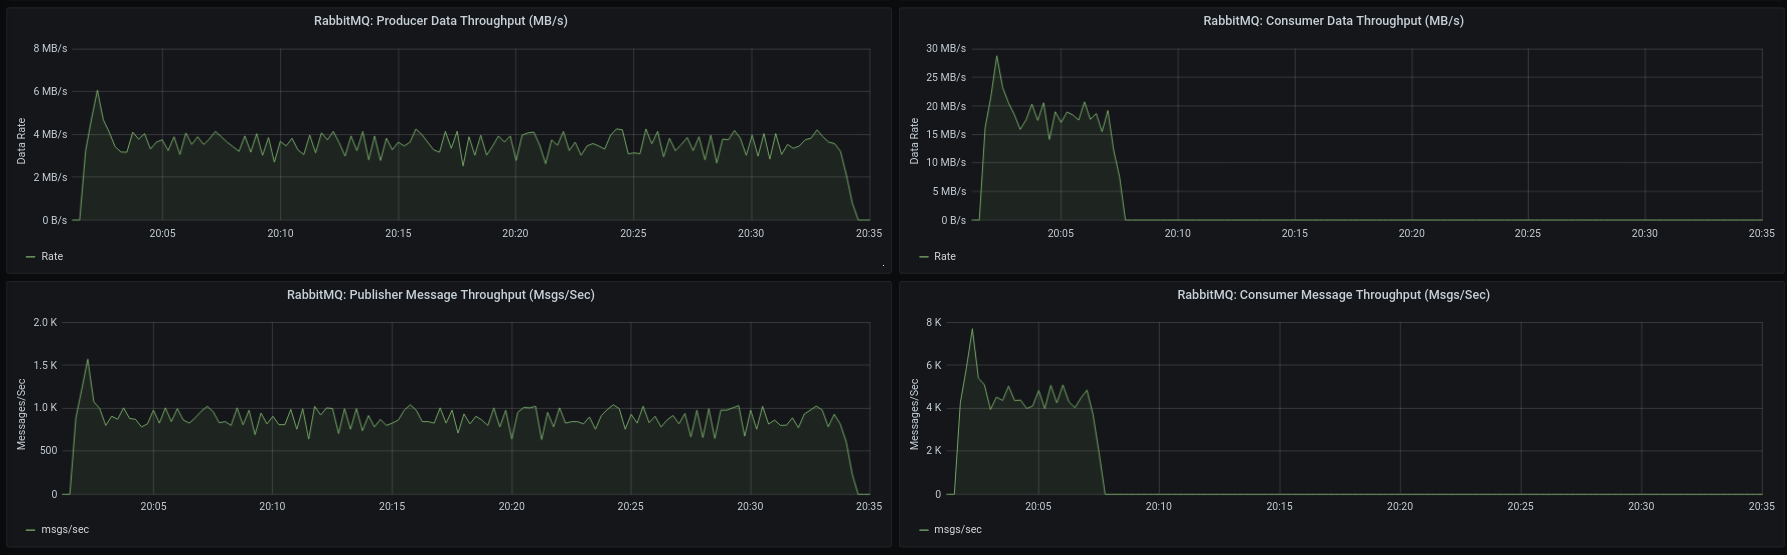 RabbitMQ: Producer Data Throughput (MB/s)
8 MB/s
6 MB/s
4 MB/s
2 MB/s
0 B/s
Data Rate
20:05 20:10 20:15 20:20 20:25 20:30 20:35
Rate
RabbitMQ: Consumer Data Throughput (MB/s)
30 MB/s
25 MB/s
20 MB/s
15 MB/s
10 MB/s
5 MB/s
0 B/s
Data Rate
20:05 20:10 20:15 20:20 20:25 20:30 20:35
Rate
RabbitMQ: Publisher Message Throughput (Msgs/Sec)
2.0 K
1.5 K
1.0 K
500
0
Messages/Sec
20:05 20:10 20:15 20:20 20:25 20:30 20:35
msgs/sec
RabbitMQ: Consumer Message Throughput (Msgs/Sec)
8 K
6 K
4 K
2 K
0
Messages/Sec
20:05 20:10 20:15 20:20 20:25 20:30 20:35
msgs/sec